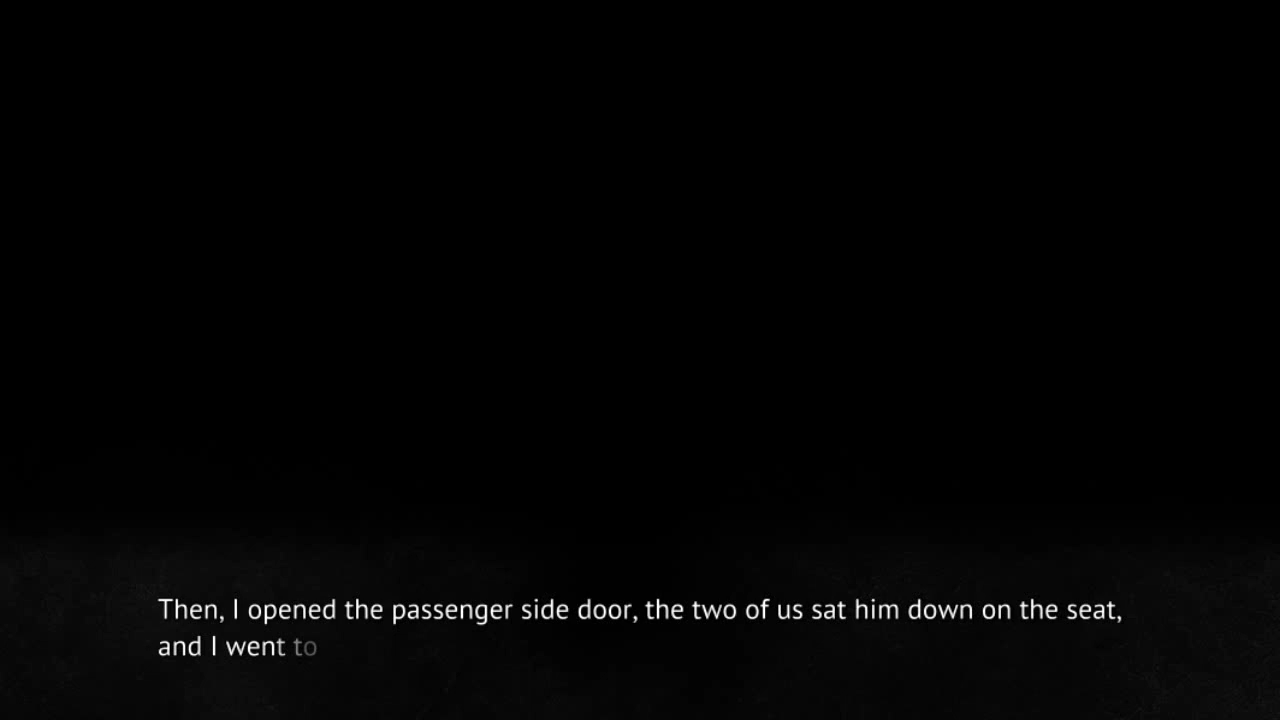 Then, I opened the passenger side door, the two of us sat him down on the seat,
and I went to